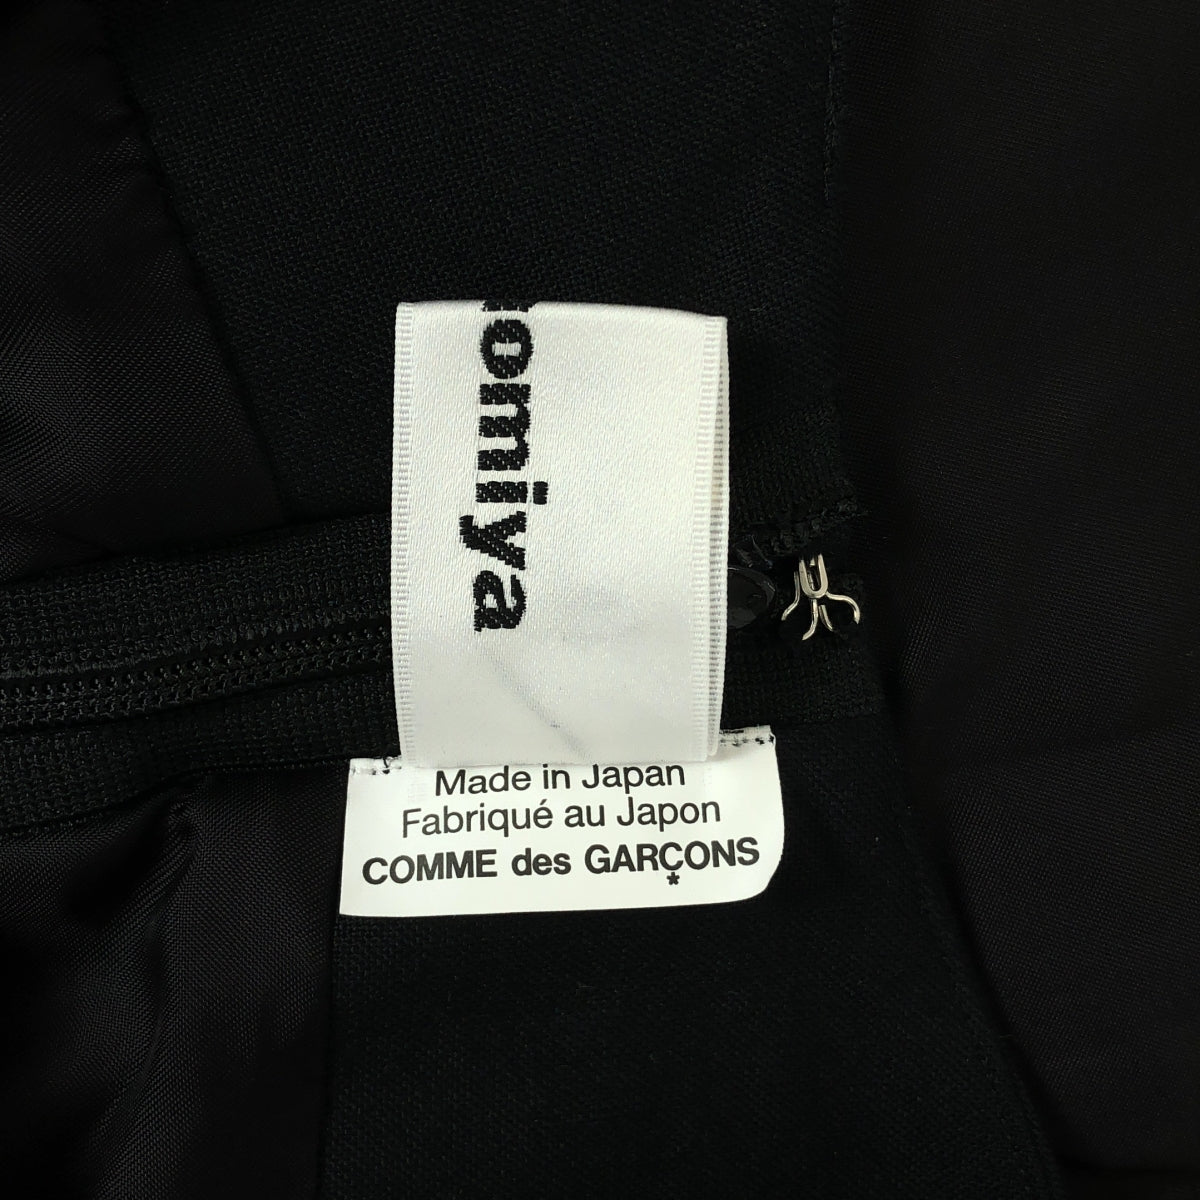 omiya
Made in Japan
Fabriqué au Japon
COMME des GARÇONS
*